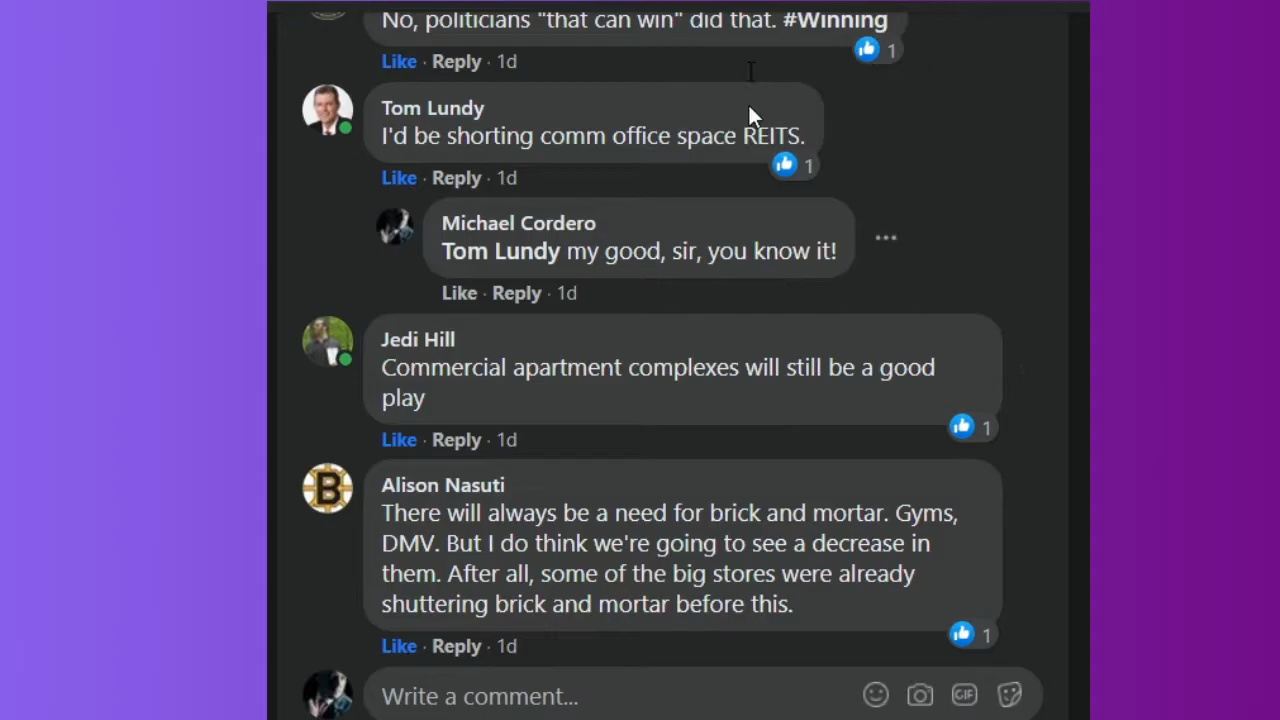 No, politicians "that can win" did that. #Winning
1
Like · Reply · 1d
Tom Lundy
I'd be shorting comm office space REITS.
1
Like · Reply · 1d
Michael Cordero
Tom Lundy my good, sir, you know it!
Like · Reply · 1d
Jedi Hill
Commercial apartment complexes will still be a good
play
1
Like · Reply · 1d
B
Alison Nasuti
There will always be a need for brick and mortar. Gyms,
DMV. But I do think we're going to see a decrease in
them. After all, some of the big stores were already
shuttering brick and mortar before this.
1
Like · Reply · 1d
Write a comment...
GIF